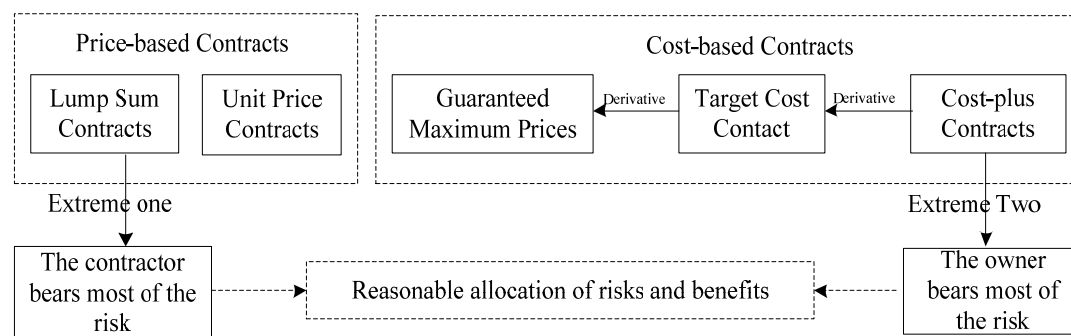 Price-based Contracts
Cost-based Contracts
Lump Sum
Contracts
Unit Price
Contracts
Guaranteed
Maximum Prices
Derivative
Target Cost
Contact
Derivative
Cost-plus
Contracts
Extreme one
Extreme Two
The contractor
bears most of the
risk
Reasonable allocation of risks and benefits
The owner
bears most of
the risk